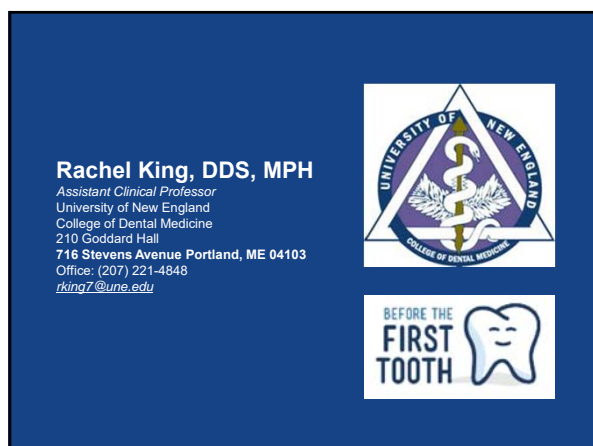 Rachel King, DDS, MPH
Assistant Clinical Professor
University of New England
College of Dental Medicine
210 Goddard Hall
716 Stevens Avenue Portland, ME 04103
Office: (207) 221-4848
rking7@une.edu
UNIVERSITY OF NEW ENGLAND
COLLEGE OF DENTAL MEDICINE
BEFORE THE
FIRST
TOOTH